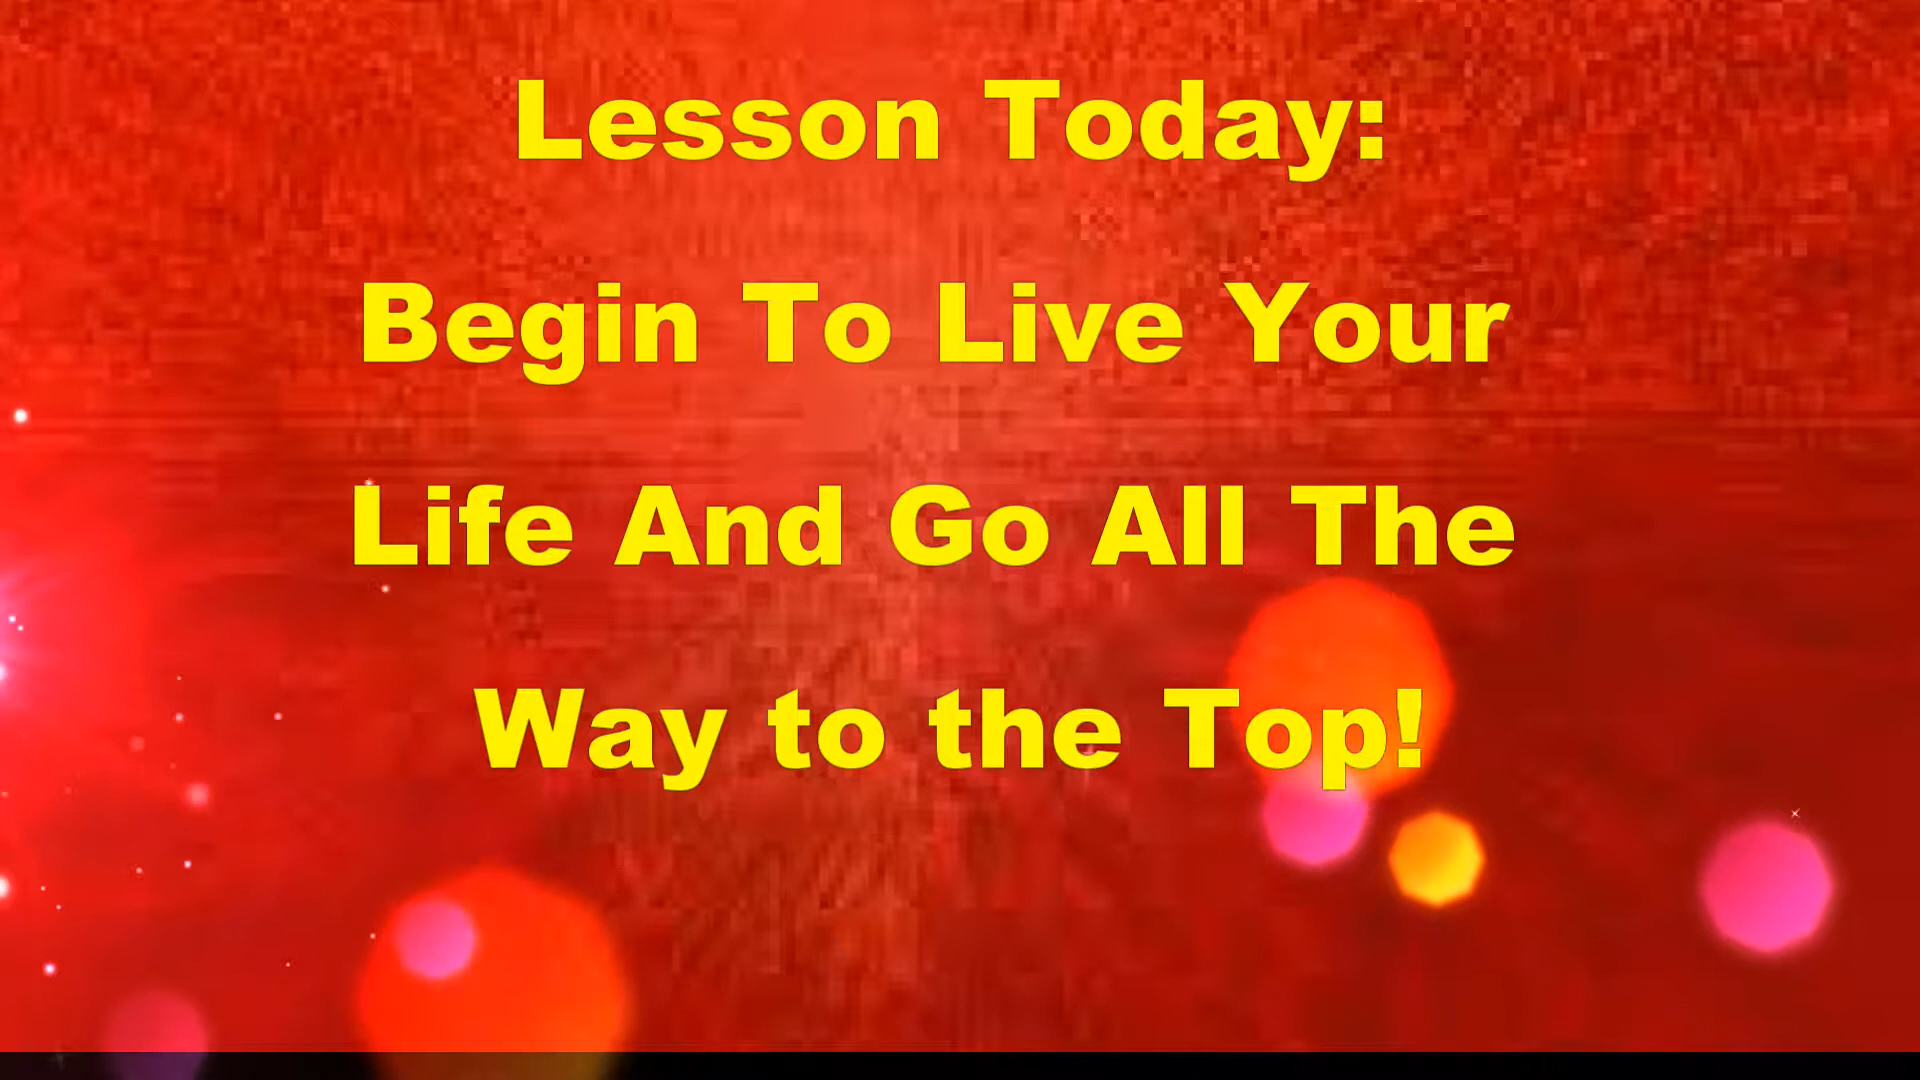 Lesson Today:
Begin To Live Your
Life And Go All The
Way to the Top!